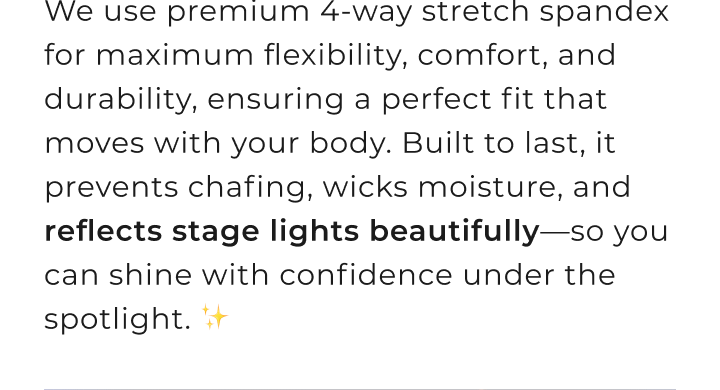 We use premium 4-way stretch spandex
for maximum flexibility, comfort, and
durability, ensuring a perfect fit that
moves with your body. Built to last, it
prevents chafing, wicks moisture, and
reflects stage lights beautifully—so you
can shine with confidence under the
spotlight. ✨